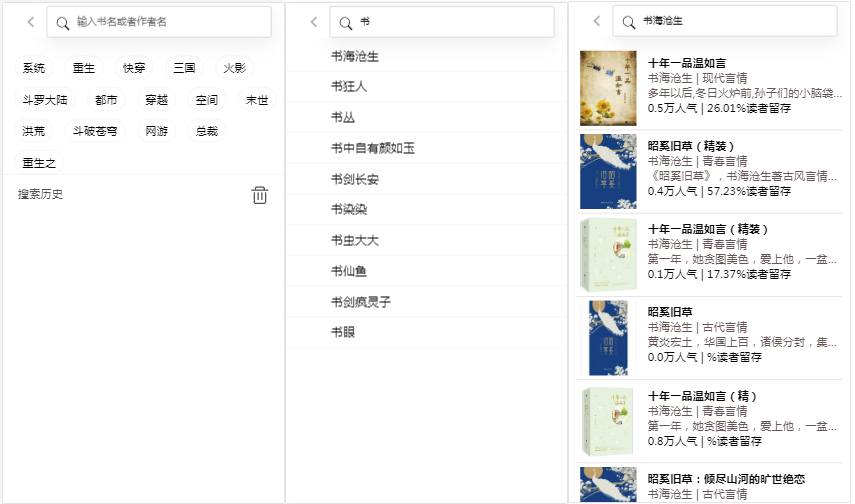 输入书名或者作者名
系统 重生 快穿 三国 火影
斗罗大陆 都市 穿越 空间 末世
洪荒 斗破苍穹 网游 总裁
重生之
搜索历史
书
书海沧生
书狂人
书丛
书中自有颜如玉
书剑长安
书染染
书虫大大
书仙鱼
书剑疯灵子
书眼
书海沧生
十年一品温如言
书海沧生 | 现代言情
多年以后,冬日火炉前,孙子们的小脑袋...
0.5万人气 | 26.01%读者留存
昭奚旧草（精装）
书海沧生 | 青春言情
《昭奚旧草》，书海沧生著古风言情...
0.4万人气 | 57.23%读者留存
十年一品温如言（精装）
书海沧生 | 青春言情
第一年，她贪图美色，爱上他，一盆...
0.1万人气 | 17.37%读者留存
昭奚旧草
书海沧生 | 古代言情
黄炎宏土，华国上百，诸侯分封，集...
0.0万人气 | %读者留存
十年一品温如言（精）
书海沧生 | 青春言情
第一年，她贪图美色，爱上他，一盆...
0.8万人气 | %读者留存
昭奚旧草：倾尽山河的旷世绝恋
书海沧生 | 古代言情